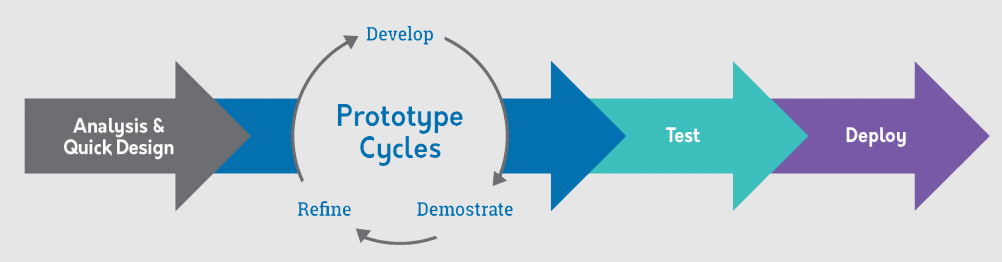 Develop
Analysis &
Quick Design
Prototype
Cycles
Test
Deploy
Refine
Demostrate